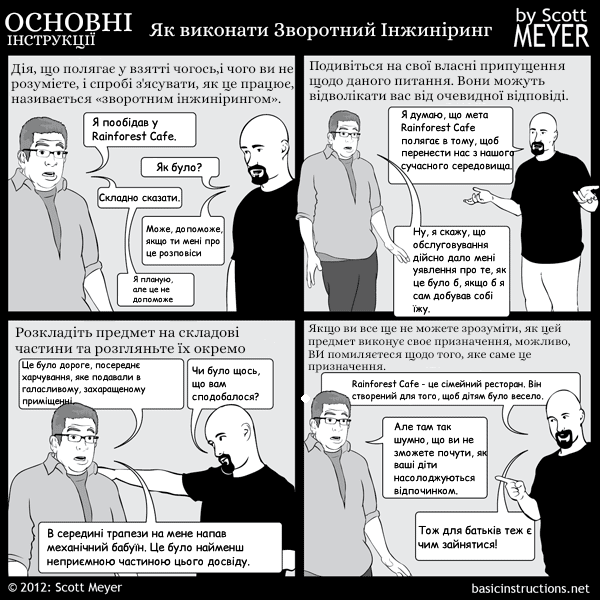 ОСНОВНІ
ІНСТРУКЦІЇ
Як виконати Зворотний Інжиніринг
by Scott
MEYER
Дія, що полягає у взятті чогось,і чого ви не
розумієте, і спробі з'ясувати, як це працює,
називається «зворотним інжинірингом».
Я пообідав у
Rainforest Cafe.
Як було?
Складно сказати.
Може, допоможе,
якщо ти мені про
це розповіси
Я планую,
але це не
допоможе
Подивіться на свої власні припущення
щодо даного питання. Вони можуть
відволікати вас від очевидної відповіді.
Я думаю, що мета
Rainforest Cafe
полягає в тому, щоб
перенести нас з нашого
сучасного середовища.
Ну, я скажу, що
обслуговування
дійсно дало мені
уявлення про те, як
це було б, якщо б я
сам добував собі
їжу.
Розкладіть предмет на складові
частини та розгляньте їх окремо
Це було дороге, посереднє
харчування, яке подавали в
галасливому, захаращеному
приміщенні.
Чи було щось,
що вам
сподобалося?
В середині трапези на мене напав
механічний бабуїн. Це було найменш
неприємною частиною цього досвіду.
Якщо ви все ще не можете зрозуміти, як цей
предмет виконує своє призначення, можливо,
ВИ помиляєтеся щодо того, яке саме це
призначення.
Rainforest Cafe - це сімейний ресторан. Він
створений для того, щоб дітям було весело.
Але там так
шумно, що ви не
зможете почути, як
ваші діти
насолоджуються
відпочинком.
Тож для батьків теж є
чим зайнятися!
© 2012: Scott Meyer
basicinstructions.net